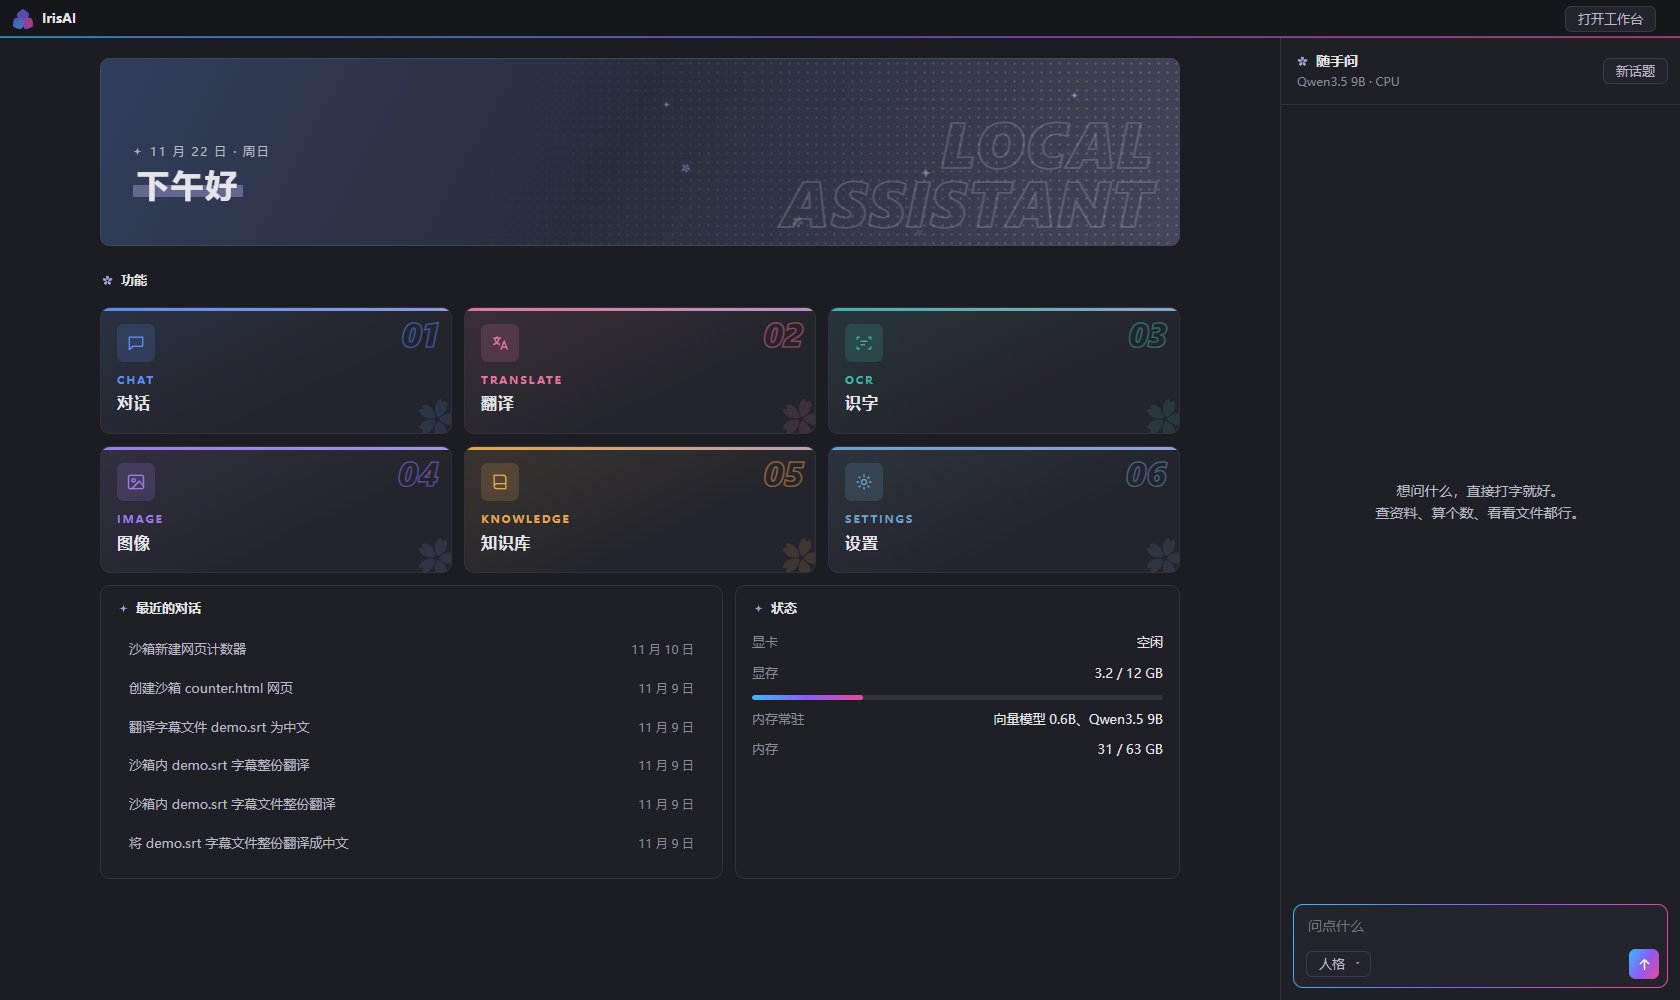 IrisAI
打开工作台
11 月 22 日 · 周日
下午好
LOCAL
ASSISTANT
功能
01
CHAT
对话
02
TRANSLATE
翻译
03
OCR
识字
04
IMAGE
图像
05
KNOWLEDGE
知识库
06
SETTINGS
设置
最近的对话
沙箱新建网页计数器 11 月 10 日
创建沙箱 counter.html 网页 11 月 9 日
翻译字幕文件 demo.srt 为中文 11 月 9 日
沙箱内 demo.srt 字幕整份翻译 11 月 9 日
沙箱内 demo.srt 字幕文件整份翻译 11 月 9 日
将 demo.srt 字幕文件整份翻译成中文 11 月 9 日
状态
显卡 空闲
显存 3.2 / 12 GB
内存常驻 向量模型 0.6B、Qwen3.5 9B
内存 31 / 63 GB
随手问
Qwen3.5 9B · CPU
新话题
想问什么，直接打字就好。
查资料、算个数、看看文件都行。
问点什么
人格